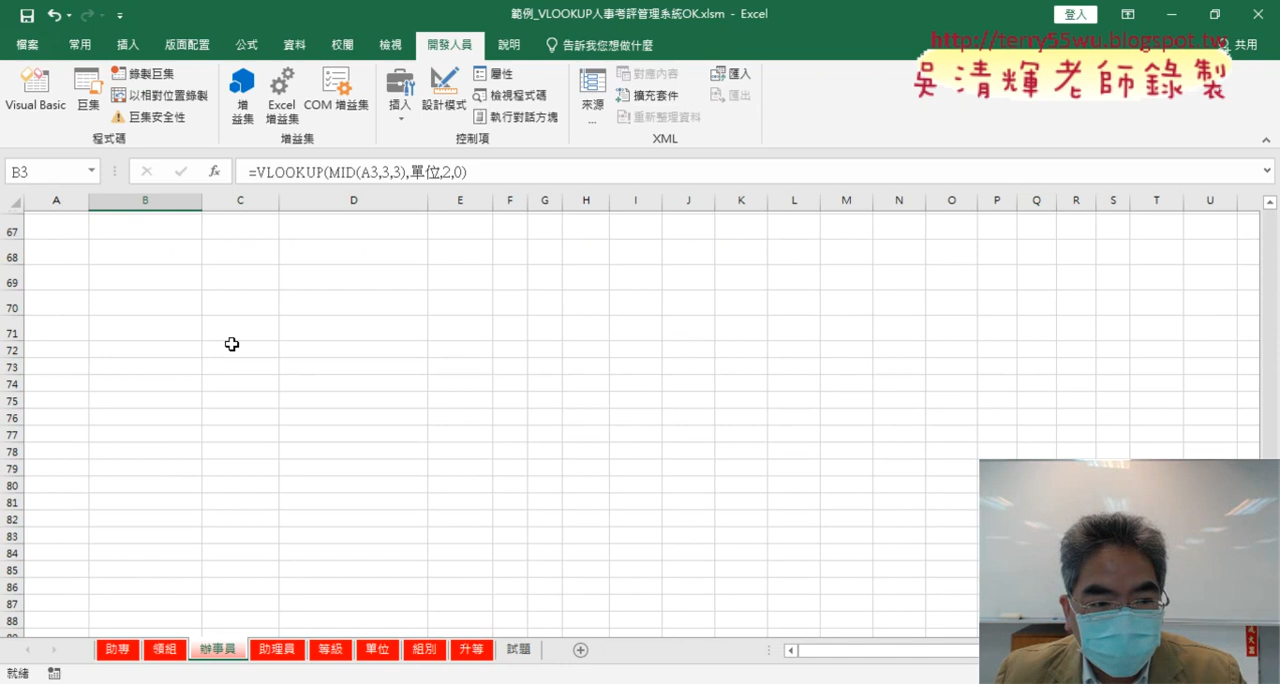 範例_VLOOKUP人事考評管理系統OK.xlsm - Excel
登入
檔案 常用 插入 版面配置 公式 資料 校閱 檢視 開發人員 說明 告訴我您想做什麼 共用
http://terry55wu.blogspot.tw
吳清輝老師錄製
Visual Basic 巨集 錄製巨集 以相對位置錄製 巨集安全性
程式碼
增益集 Excel 增益集 COM 增益集
增益集
插入 設計模式 屬性 檢視程式碼 執行對話方塊
控制項
來源... 對應內容 擴充套件 重新整理資料 匯入 匯出
XML
B3 fx =VLOOKUP(MID(A3,3,3),單位,2,0)
A B C D E F G H I J K L M N O P Q R S T U
67
68
69
70
71
72
73
74
75
76
77
78
79
80
81
82
83
84
85
86
87
88
助專 領組 辦事員 助理員 等級 單位 組別 升等 試題
就緒